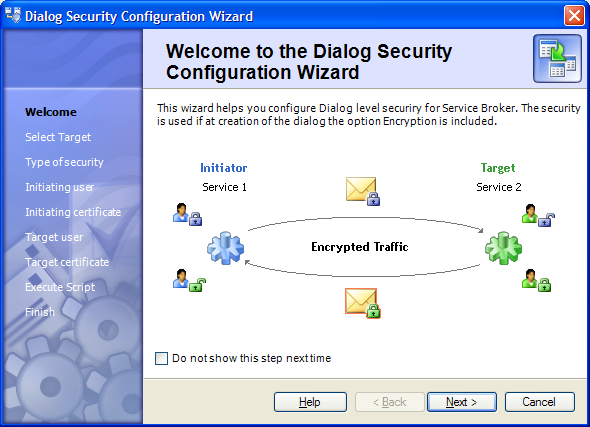 Dialog Security Configuration Wizard
Welcome to the Dialog Security
Configuration Wizard
Welcome
Select Target
Type of security
Initiating user
Initiating certificate
Target user
Target certificate
Execute Script
Finish
This wizard helps you configure Dialog level securiry for Service Broker. The security
is used if at creation of the dialog the option Encryption is included.
Initiator
Target
Service 1
Service 2
Encrypted Traffic
Do not show this step next time
Help
< Back
Next >
Cancel